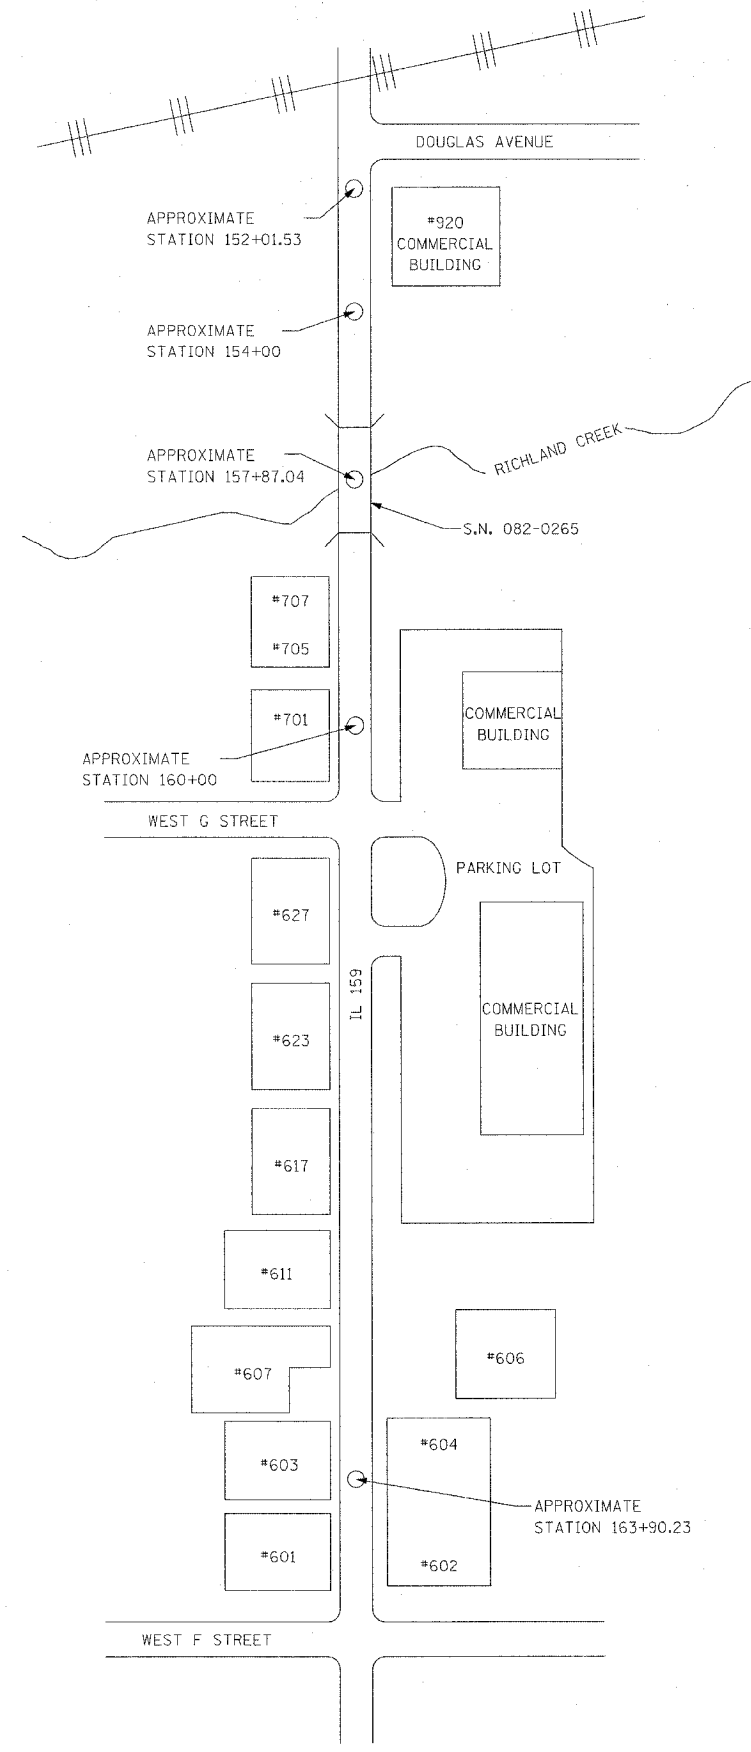 DOUGLAS AVENUE
APPROXIMATE
STATION 152+01.53
#920
COMMERCIAL
BUILDING
APPROXIMATE
STATION 154+00
APPROXIMATE
STATION 157+87.04
RICHLAND CREEK
S.N. 082-0265
#707
#705
#701
COMMERCIAL
BUILDING
APPROXIMATE
STATION 160+00
WEST G STREET
PARKING LOT
#627
IL 159
COMMERCIAL
BUILDING
#623
#617
#611
#606
#607
#604
#603
APPROXIMATE
STATION 163+90.23
#601
#602
WEST F STREET